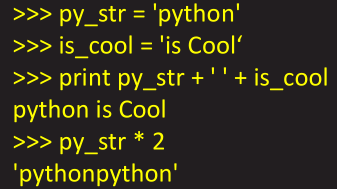 >>> py_str = 'python'
>>> is_cool = 'is Cool‘
>>> print py_str + ' ' + is_cool
python is Cool
>>> py_str * 2
'pythonpython'